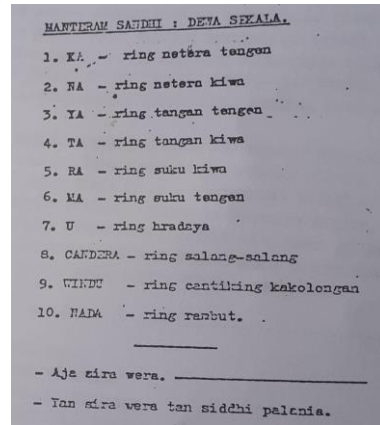 MANTERAM SANDHI : DEWA SEKALA.
1. KA - ring netera tengen
2. NA - ring netera kiwa
3. YA - ring tangan tengen
4. TA - ring tangan kiwa
5. RA - ring suku kiwa
6. MA - ring suku tengen
7. U - ring hradaya
8. CANDERA - ring salang-salang
9. WINDU - ring cantiking kakolongan
10. NADA - ring rambut.
- Aja sira wera.
- Tan sira wera tan siddhi palania.